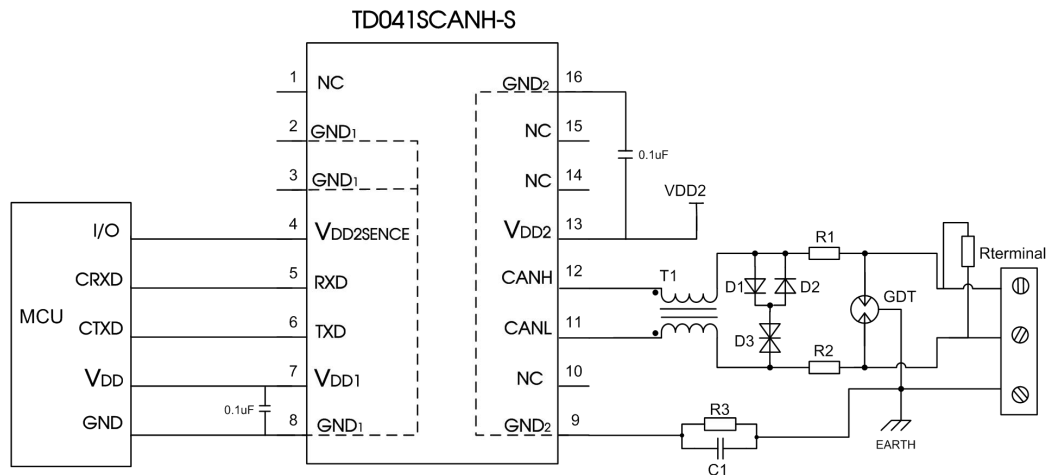 TD041SCANH-S
1 NC
2 GND1
3 GND1
4 VDD2SENCE
5 RXD
6 TXD
7 VDD1
8 GND1
GND2 16
NC 15
NC 14
VDD2 13
CANH 12
CANL 11
NC 10
GND2 9
MCU
I/O
CRXD
CTXD
VDD
GND
0.1uF
0.1uF
VDD2
T1
D1
D2
D3
R1
R2
GDT
Rterminal
R3
C1
EARTH